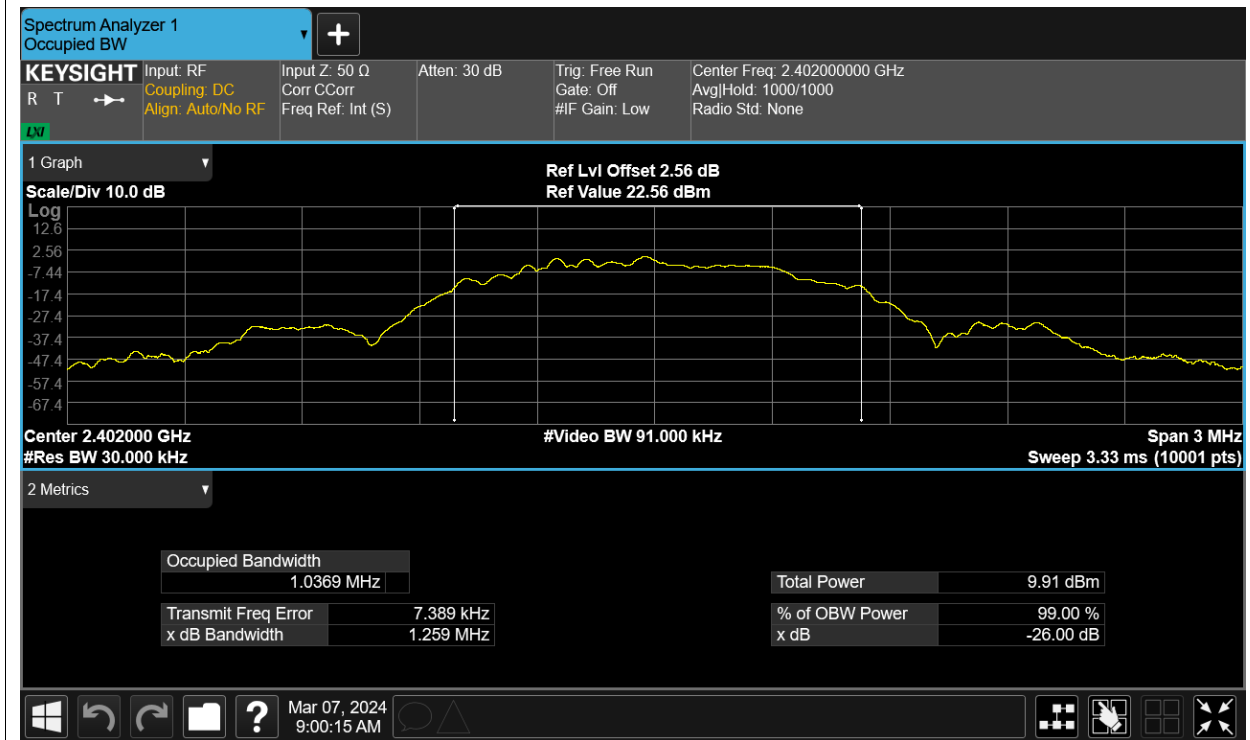 Spectrum Analyzer 1
Occupied BW
KEYSIGHT
R T
LXI
Input: RF
Coupling: DC
Align: Auto/No RF
Input Z: 50 Ω
Corr CCorr
Freq Ref: Int (S)
Atten: 30 dB
Trig: Free Run
Gate: Off
#IF Gain: Low
Center Freq: 2.402000000 GHz
Avg|Hold: 1000/1000
Radio Std: None
1 Graph
Scale/Div 10.0 dB
Ref Lvl Offset 2.56 dB
Ref Value 22.56 dBm
Log
12.6
2.56
-7.44
-17.4
-27.4
-37.4
-47.4
-57.4
-67.4
Center 2.402000 GHz
#Res BW 30.000 kHz
#Video BW 91.000 kHz
Span 3 MHz
Sweep 3.33 ms (10001 pts)
2 Metrics
Occupied Bandwidth
1.0369 MHz
Transmit Freq Error 7.389 kHz
x dB Bandwidth 1.259 MHz
Total Power 9.91 dBm
% of OBW Power 99.00 %
x dB -26.00 dB
?
Mar 07, 2024
9:00:15 AM